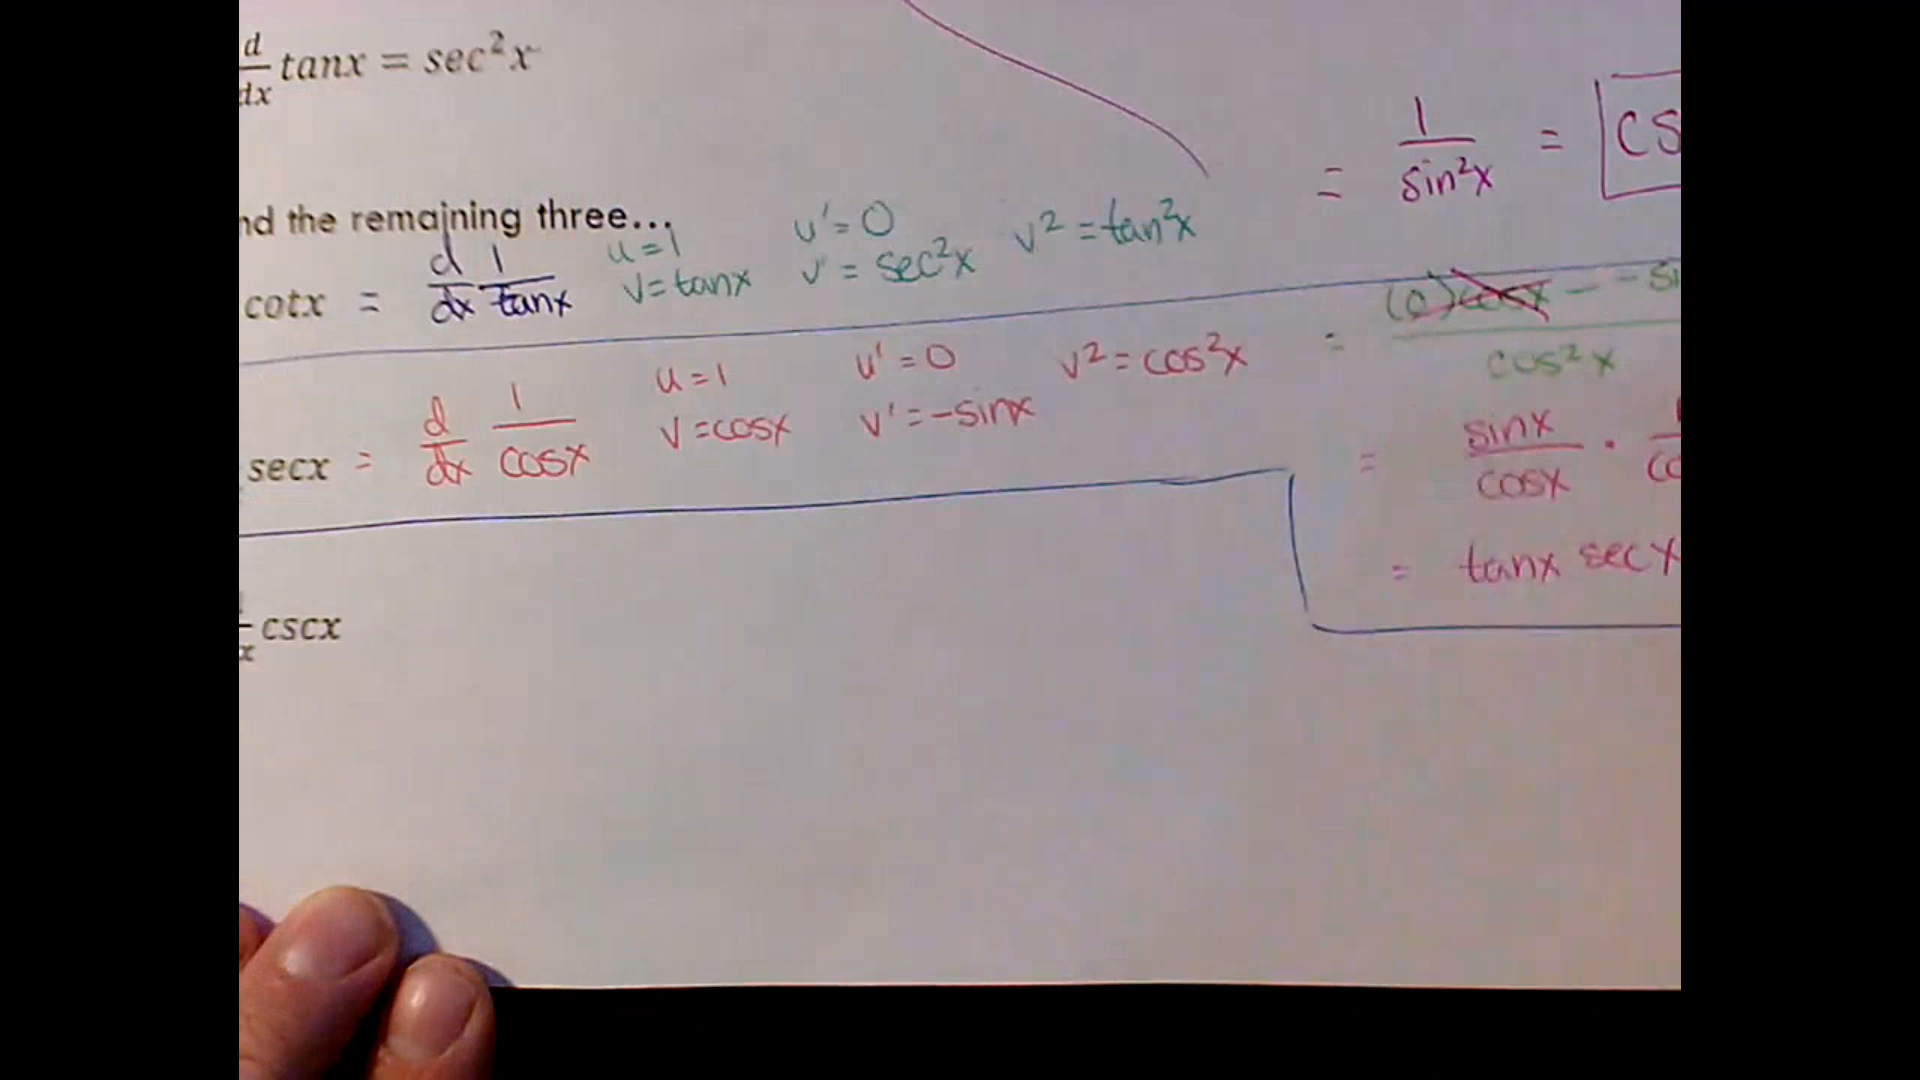 d/dx tanx = sec²x
= 1/sin²x =
nd the remaining three...
cotx = d/dx 1/tanx u=1 u'=0 v²=tan²x
v=tanx v'=sec²x
secx = d/dx 1/cosx u=1 u'=0 v²=cos²x
v=cosx v'=-sinx
= (0)cosx - -si / cos²x
= sinx/cosx ·
= tanx secx
cscx